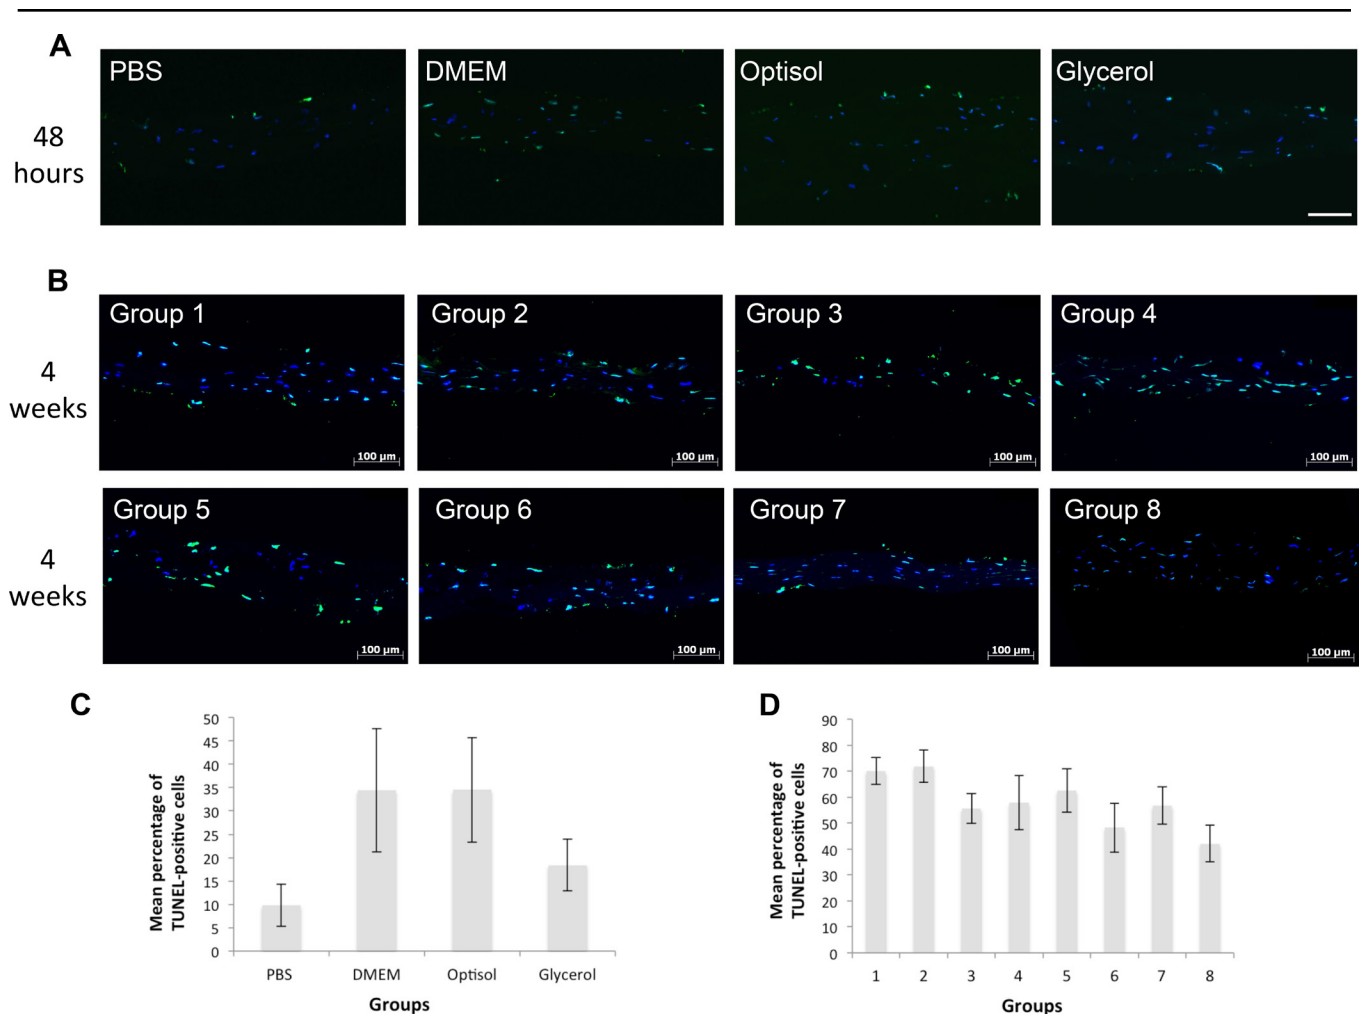 A
PBS
DMEM
Optisol
Glycerol
48
hours
B
Group 1
Group 2
Group 3
Group 4
4
weeks
100 µm
100 µm
100 µm
100 µm
Group 5
Group 6
Group 7
Group 8
4
weeks
100 µm
100 µm
100 µm
100 µm
C
Mean percentage of
TUNEL-positive cells
50
45
40
35
30
25
20
15
10
5
0
PBS
DMEM
Optisol
Glycerol
Groups
D
Mean percentage of
TUNEL-positive cells
90
80
70
60
50
40
30
20
10
0
1
2
3
4
5
6
7
8
Groups